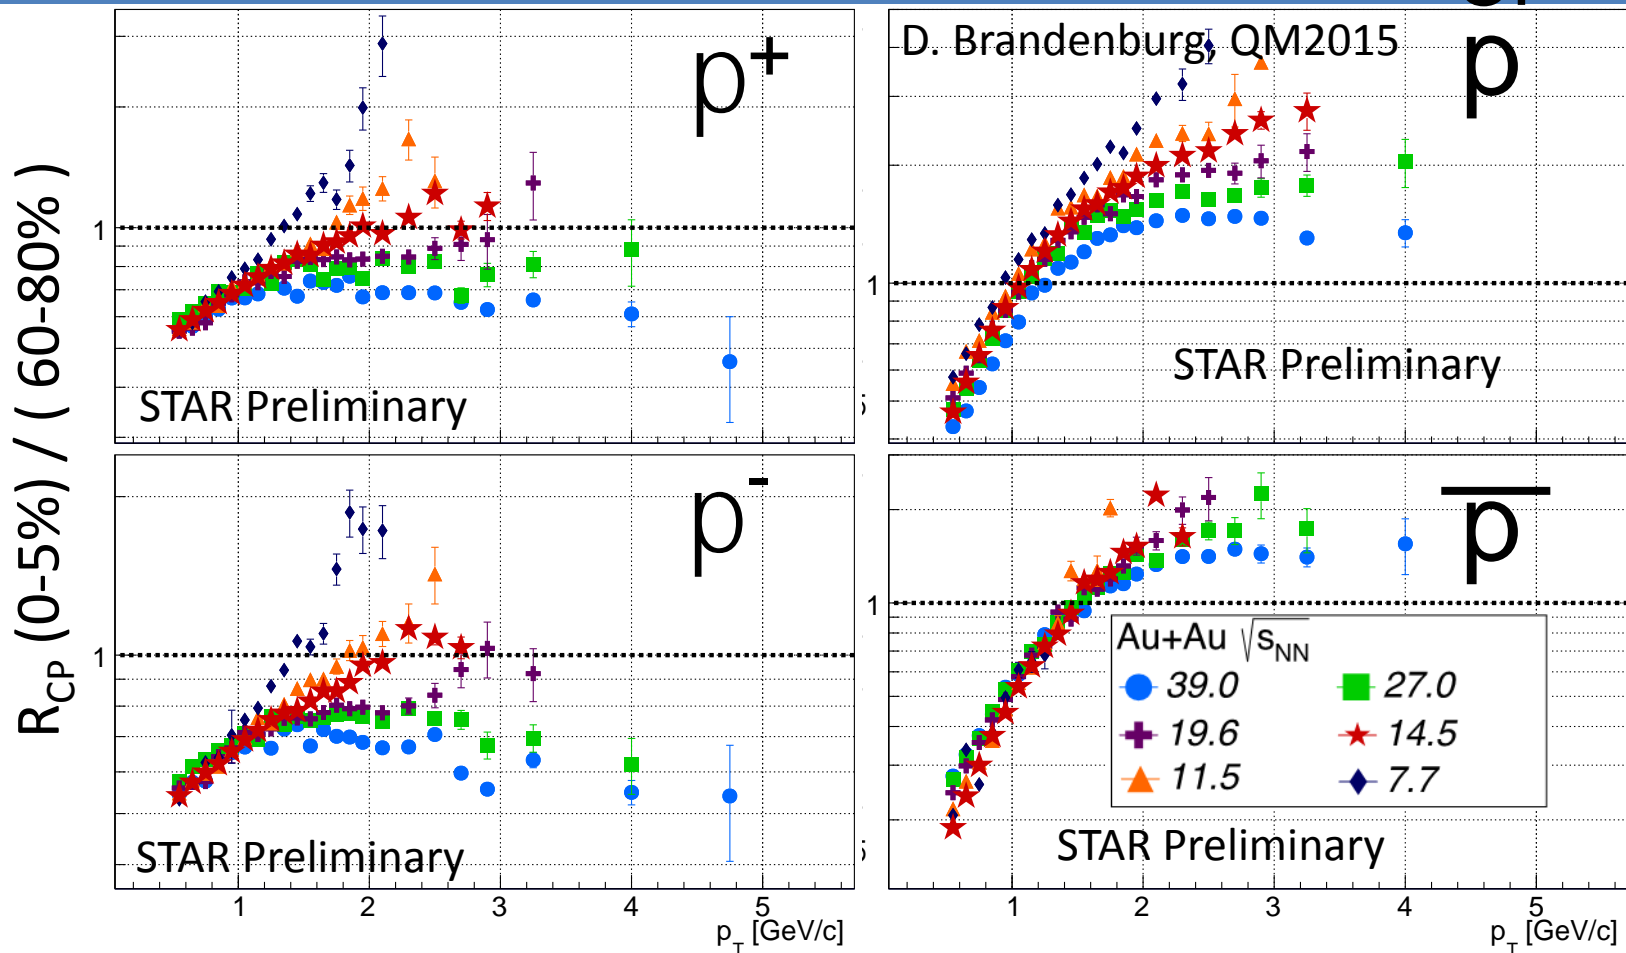 D. Brandenburg, QM2015
p+
p
R_CP (0-5%) / ( 60-80% )
1
1
STAR Preliminary
STAR Preliminary
p-
p̅
1
1
Au+Au √s_NN
39.0
27.0
19.6
14.5
11.5
7.7
STAR Preliminary
STAR Preliminary
1 2 3 4 5
1 2 3 4 5
p_T [GeV/c]
p_T [GeV/c]